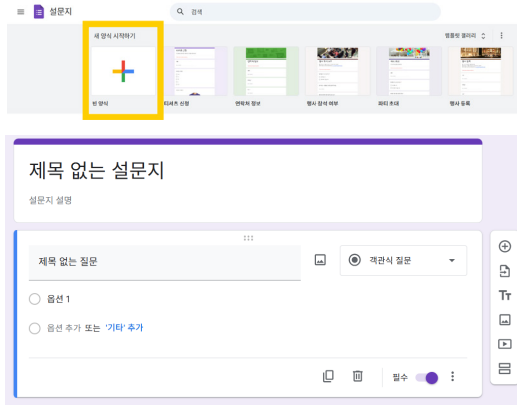 설문지
검색
새 양식 시작하기
템플릿 갤러리
빈 양식
티셔츠 신청
연락처 정보
행사 참석 여부
파티 초대
행사 등록
제목 없는 설문지
설문지 설명
제목 없는 질문
객관식 질문
옵션 1
옵션 추가 또는 '기타' 추가
필수
Tт